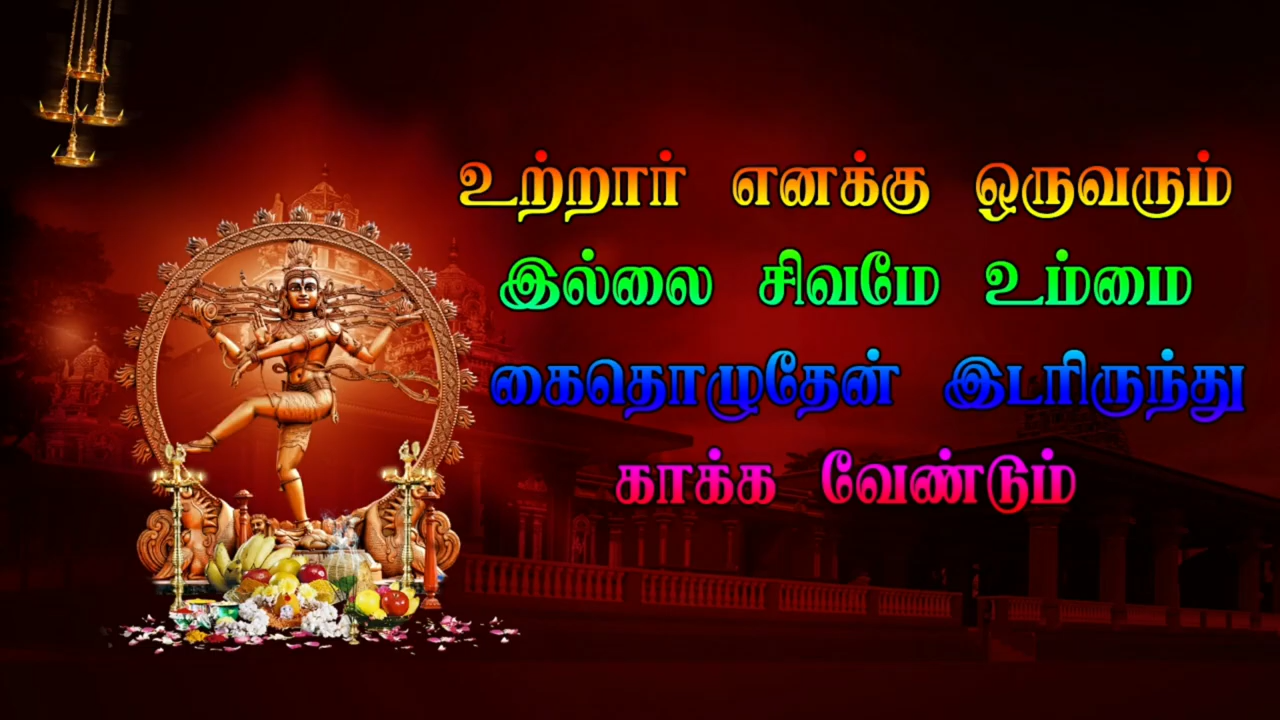 உற்றார் எனக்கு ஒருவரும்
இல்லை சிவமே உம்மை
கைதொழுதேன் இடரிருந்து
காக்க வேண்டும்